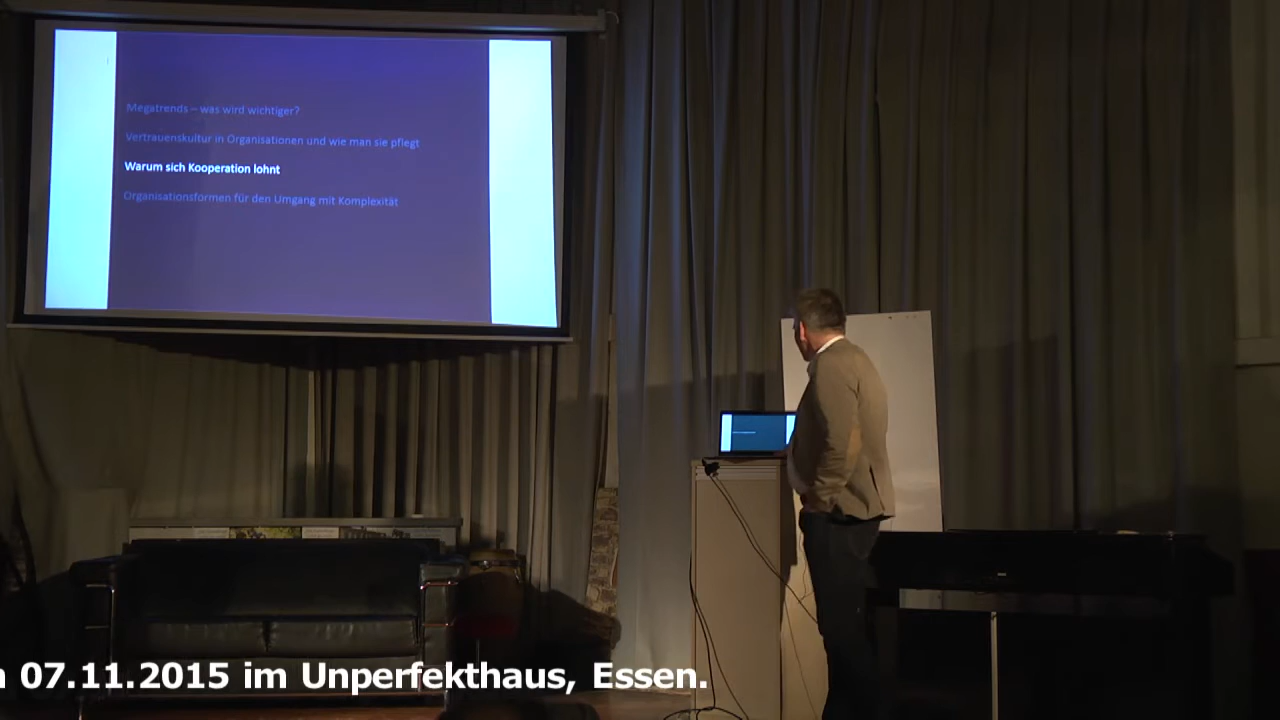 Megatrends – was wird wichtiger?
Vertrauenskultur in Organisationen und wie man sie pflegt
Warum sich Kooperation lohnt
Organisationsformen für den Umgang mit Komplexität
07.11.2015 im Unperfekthaus, Essen.